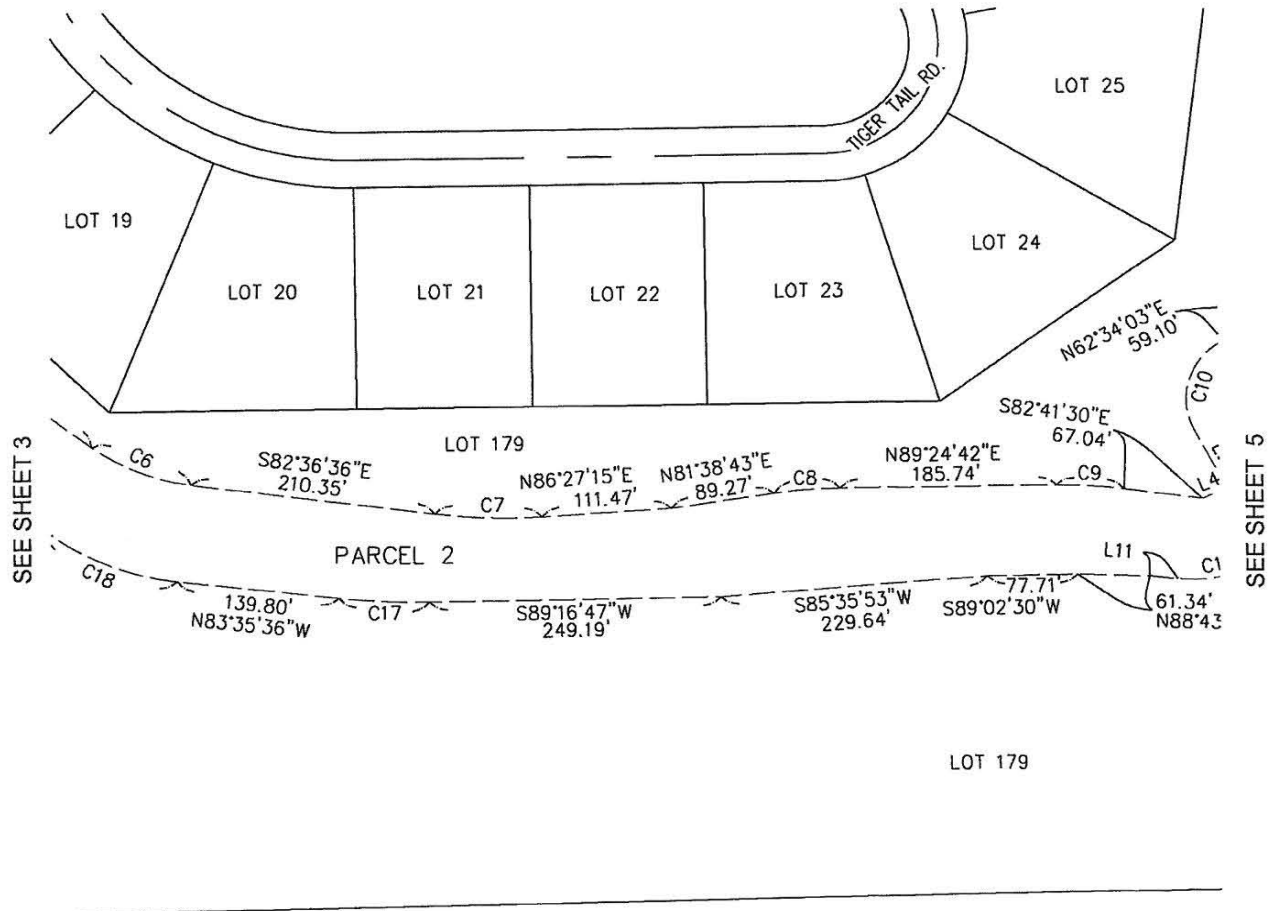 LOT 25
TIGER TAIL RD.
LOT 19
LOT 24
LOT 20
LOT 21
LOT 22
LOT 23
N62°34'03"E
59.10'
C10
S82°41'30"E
67.04'
LOT 179
SEE SHEET 3
SEE SHEET 5
C6
S82°36'36"E
210.35'
C7
N86°27'15"E
111.47'
N81°38'43"E
89.27'
C8
N89°24'42"E
185.74'
C9
L4
PARCEL 2
L11
C1
C18
139.80'
N83°35'36"W
C17
S89°16'47"W
249.19'
S85°35'53"W
229.64'
77.71'
S89°02'30"W
61.34'
N88°43
LOT 179